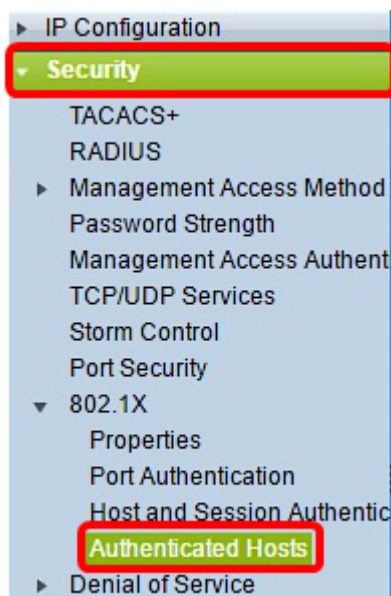 IP Configuration
Security
TACACS+
RADIUS
Management Access Method
Password Strength
Management Access Authent
TCP/UDP Services
Storm Control
Port Security
802.1X
Properties
Port Authentication
Host and Session Authentic
Authenticated Hosts
Denial of Service